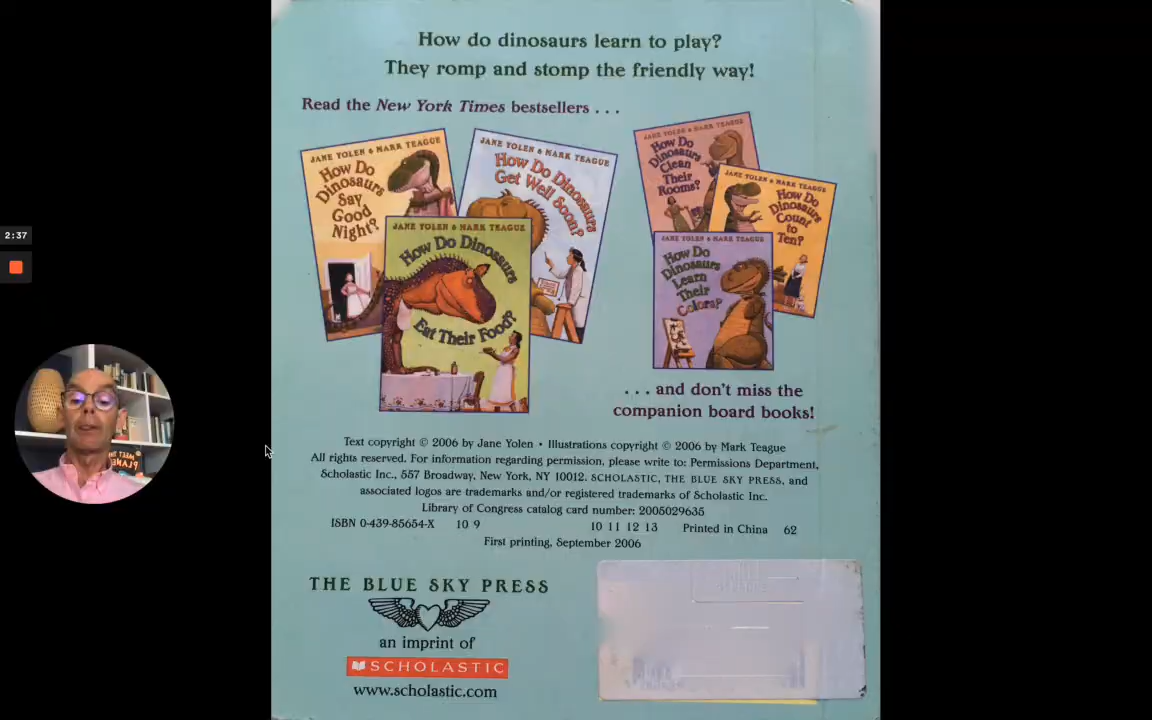 How do dinosaurs learn to play?
They romp and stomp the friendly way!
Read the New York Times bestsellers . . .
JANE YOLEN & MARK TEAGUE
How Do
Dinosaurs
Say
Good
Night?
JANE YOLEN & MARK TEAGUE
How Do Dinosaurs
Get Well Soon?
JANE YOLEN & MARK TEAGUE
How Do Dinosaurs
Eat Their Food?
JANE YOLEN & MARK TEAGUE
How Do
Dinosaurs
Clean
Their
Rooms?
JANE YOLEN & MARK TEAGUE
How Do
Dinosaurs
Count
to
Ten?
JANE YOLEN & MARK TEAGUE
How Do
Dinosaurs
Learn
Their
Colors?
. . . and don't miss the
companion board books!
2:37
Text copyright © 2006 by Jane Yolen • Illustrations copyright © 2006 by Mark Teague
All rights reserved. For information regarding permission, please write to: Permissions Department,
Scholastic Inc., 557 Broadway, New York, NY 10012. SCHOLASTIC, THE BLUE SKY PRESS, and
associated logos are trademarks and/or registered trademarks of Scholastic Inc.
Library of Congress catalog card number: 2005029635
ISBN 0-439-85654-X 10 9 10 11 12 13 Printed in China 62
First printing, September 2006
THE BLUE SKY PRESS
an imprint of
SCHOLASTIC
www.scholastic.com